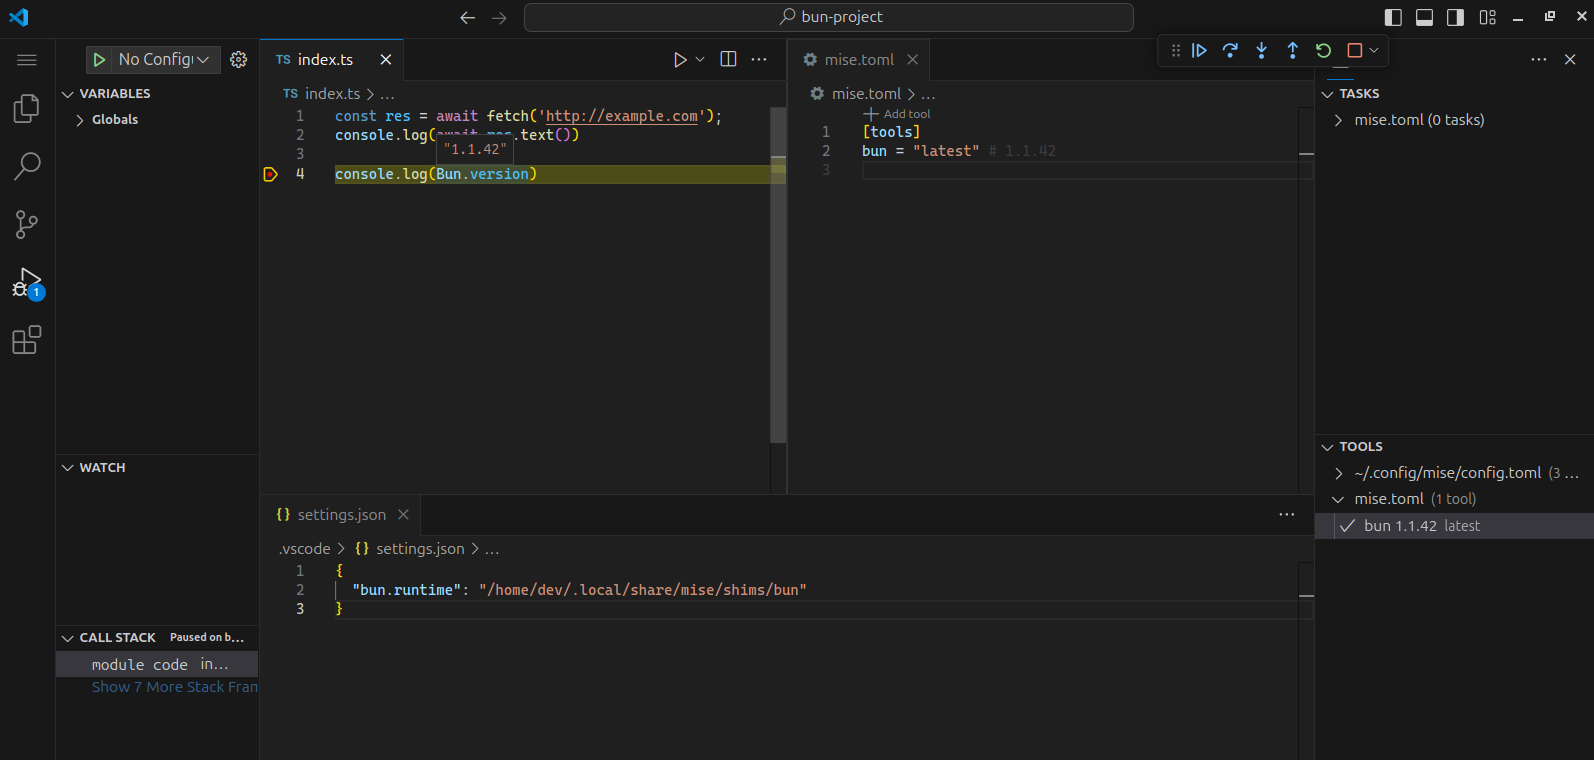 bun-project
No Config
VARIABLES
Globals
WATCH
CALL STACK Paused on b...
module code in...
Show 7 More Stack Fram
1
TS index.ts
TS index.ts > ...
1 const res = await fetch('http://example.com');
2 console.log(await res.text())
"1.1.42"
3
4 console.log(Bun.version)
mise.toml
mise.toml > ...
Add tool
1 [tools]
2 bun = "latest" # 1.1.42
3
{} settings.json
.vscode > {} settings.json > ...
1 {
2 "bun.runtime": "/home/dev/.local/share/mise/shims/bun"
3 }
TASKS
mise.toml (0 tasks)
TOOLS
~/.config/mise/config.toml (3 ...
mise.toml (1 tool)
bun 1.1.42 latest